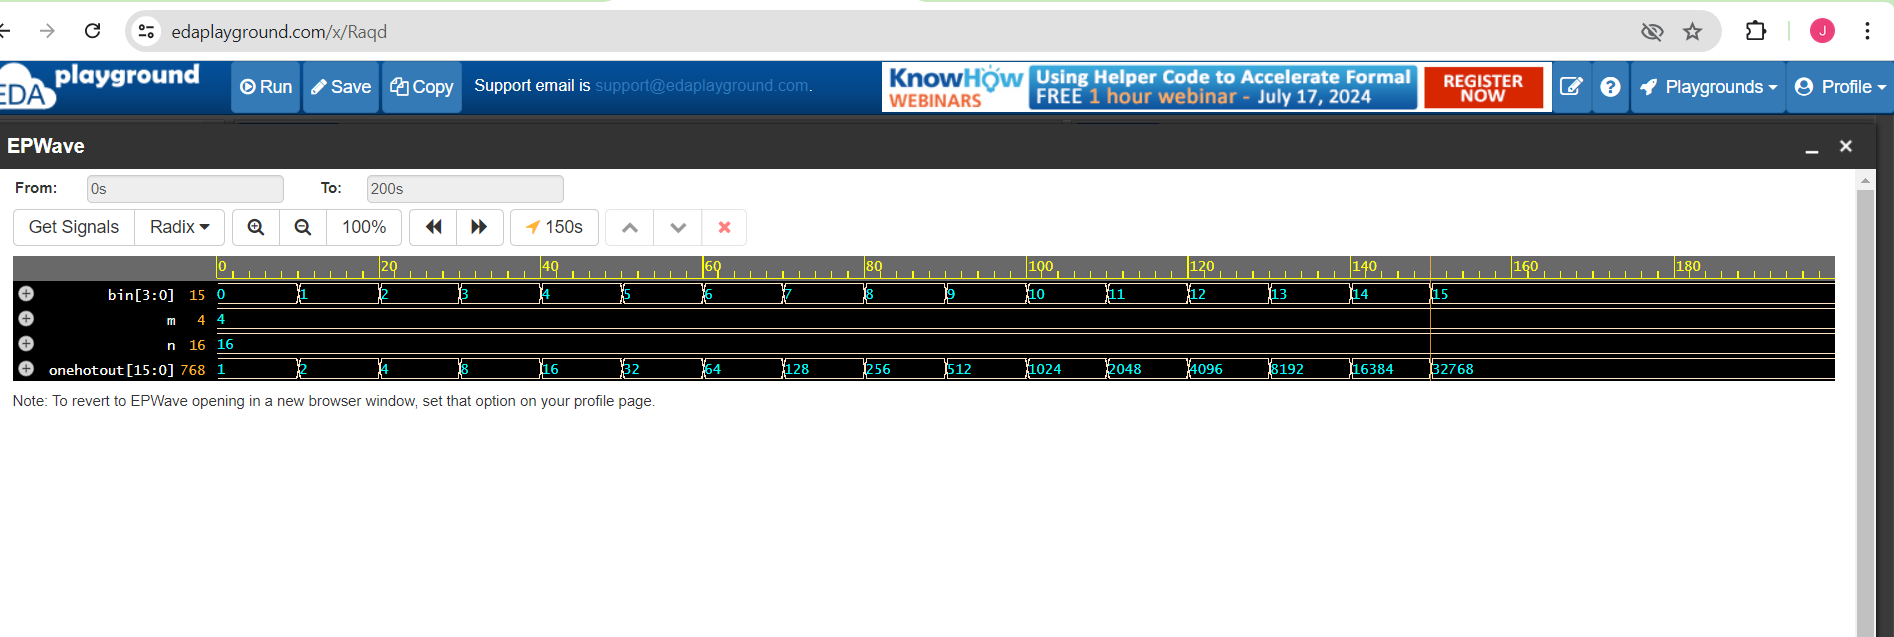 edaplayground.com/x/Raqd
J
EDA playground
Run
Save
Copy
Support email is support@edaplayground.com.
KnowHow WEBINARS
Using Helper Code to Accelerate Formal
FREE 1 hour webinar - July 17, 2024
REGISTER NOW
?
Playgrounds
Profile
EPWave
From: 0s To: 200s
Get Signals Radix 100% 150s
0 20 40 60 80 100 120 140 160 180
bin[3:0] 15 0 1 2 3 4 5 6 7 8 9 10 11 12 13 14 15
m 4 4
n 16 16
onehotout[15:0] 768 1 2 4 8 16 32 64 128 256 512 1024 2048 4096 8192 16384 32768
Note: To revert to EPWave opening in a new browser window, set that option on your profile page.